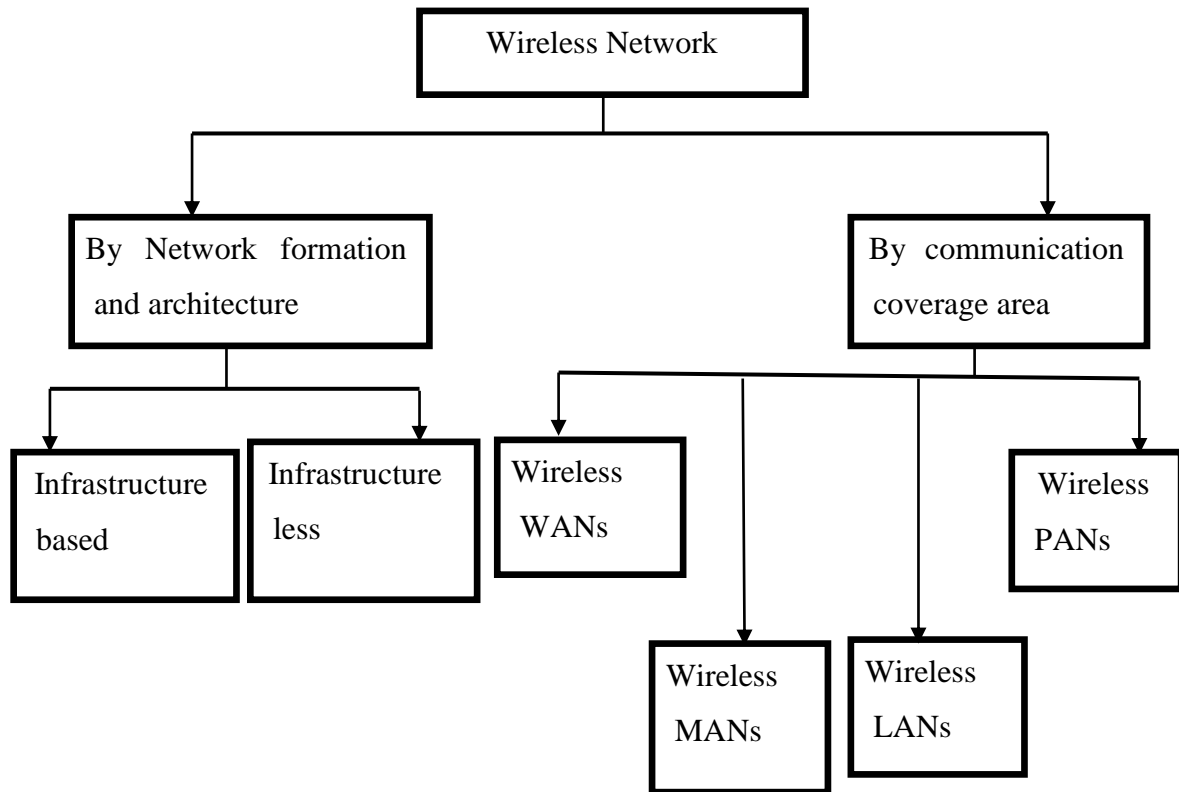 Wireless Network
By Network formation
and architecture
By communication
coverage area
Infrastructure
based
Infrastructure
less
Wireless
WANs
Wireless
PANs
Wireless
MANs
Wireless
LANs